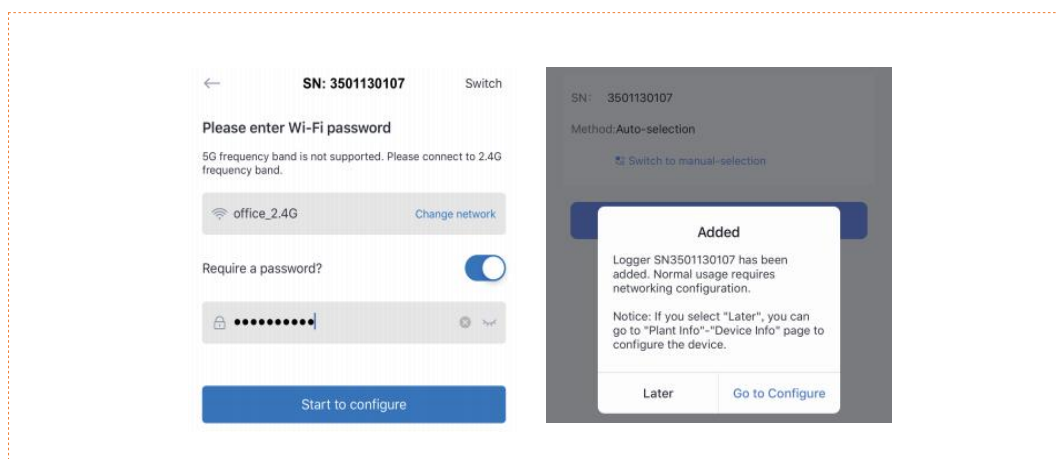 SN: 3501130107
Switch
Please enter Wi-Fi password
5G frequency band is not supported. Please connect to 2.4G
frequency band.
office_2.4G
Change network
Require a password?
Start to configure
SN: 3501130107
Method:Auto-selection
Switch to manual-selection
Added
Logger SN3501130107 has been
added. Normal usage requires
networking configuration.
Notice: If you select "Later", you can
go to "Plant Info"-"Device Info" page to
configure the device.
Later
Go to Configure